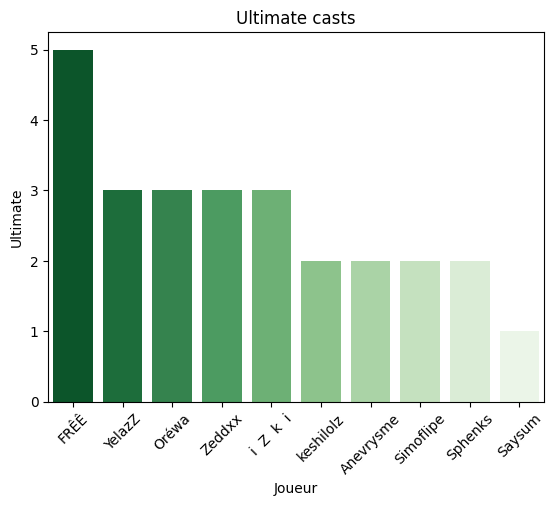 Ultimate casts
Ultimate
5
4
3
2
1
0
FRÊÊ
YelazZ
Oréwa
Zeddxx
i Z k i
keshilolz
Anevrysme
Simoflipe
Sphenks
Saysum
Joueur